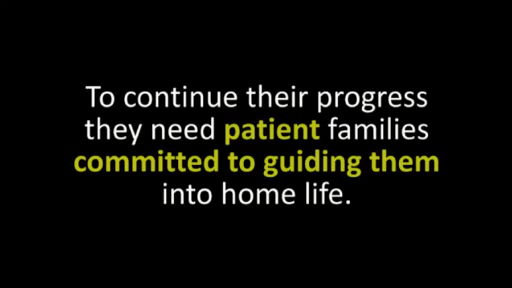 To continue their progress
they need patient families
committed to guiding them
into home life.